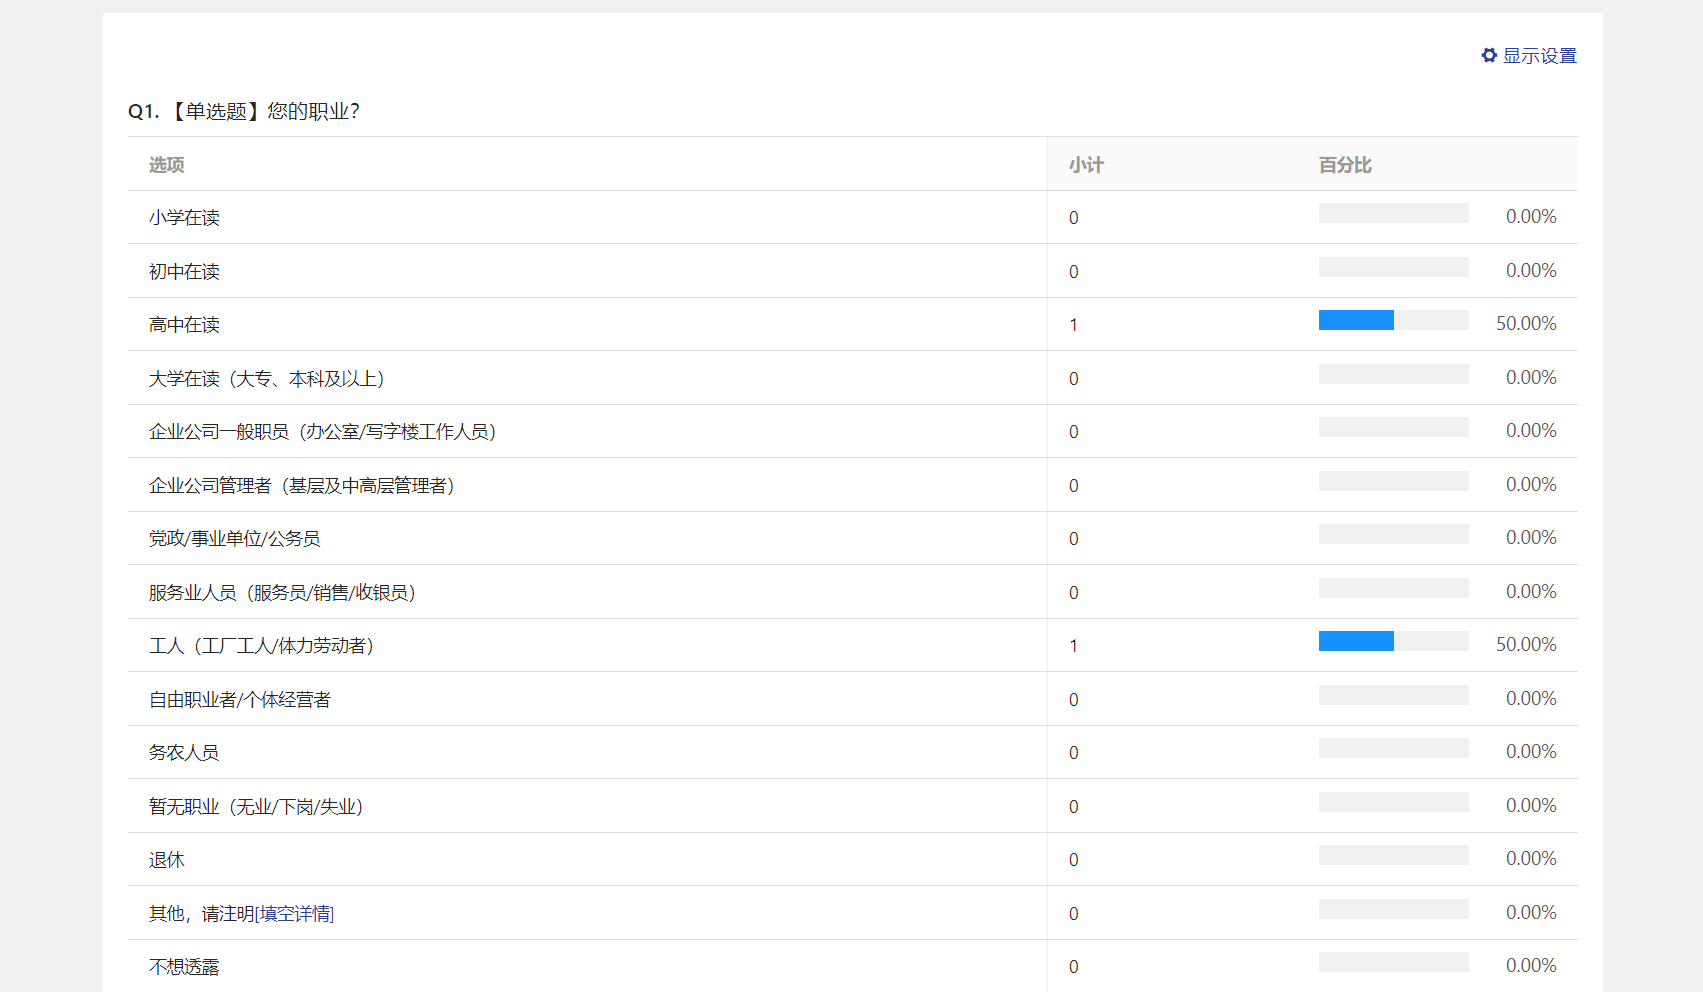 显示设置
Q1. 【单选题】您的职业?
选项 小计 百分比
小学在读 0 0.00%
初中在读 0 0.00%
高中在读 1 50.00%
大学在读（大专、本科及以上） 0 0.00%
企业公司一般职员（办公室/写字楼工作人员） 0 0.00%
企业公司管理者（基层及中高层管理者） 0 0.00%
党政/事业单位/公务员 0 0.00%
服务业人员（服务员/销售/收银员） 0 0.00%
工人（工厂工人/体力劳动者） 1 50.00%
自由职业者/个体经营者 0 0.00%
务农人员 0 0.00%
暂无职业（无业/下岗/失业） 0 0.00%
退休 0 0.00%
其他，请注明[填空详情] 0 0.00%
不想透露 0 0.00%